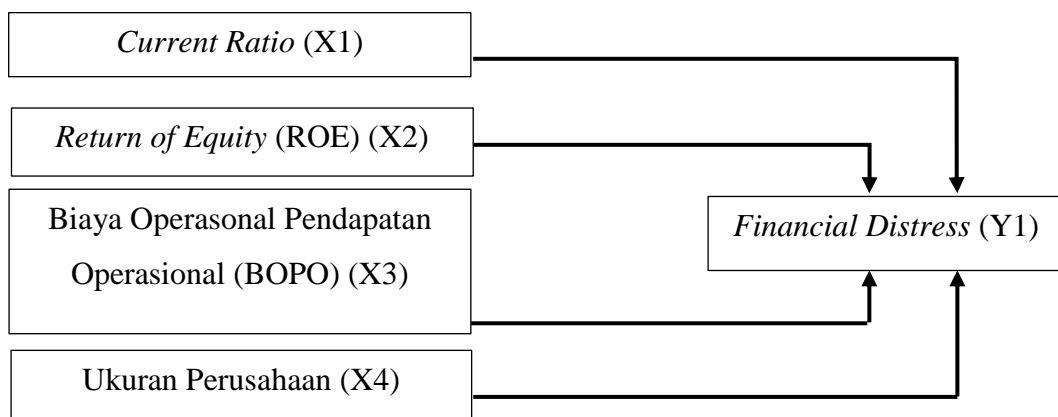 Current Ratio (X1)
Return of Equity (ROE) (X2)
Biaya Operasonal Pendapatan
Operasional (BOPO) (X3)
Financial Distress (Y1)
Ukuran Perusahaan (X4)